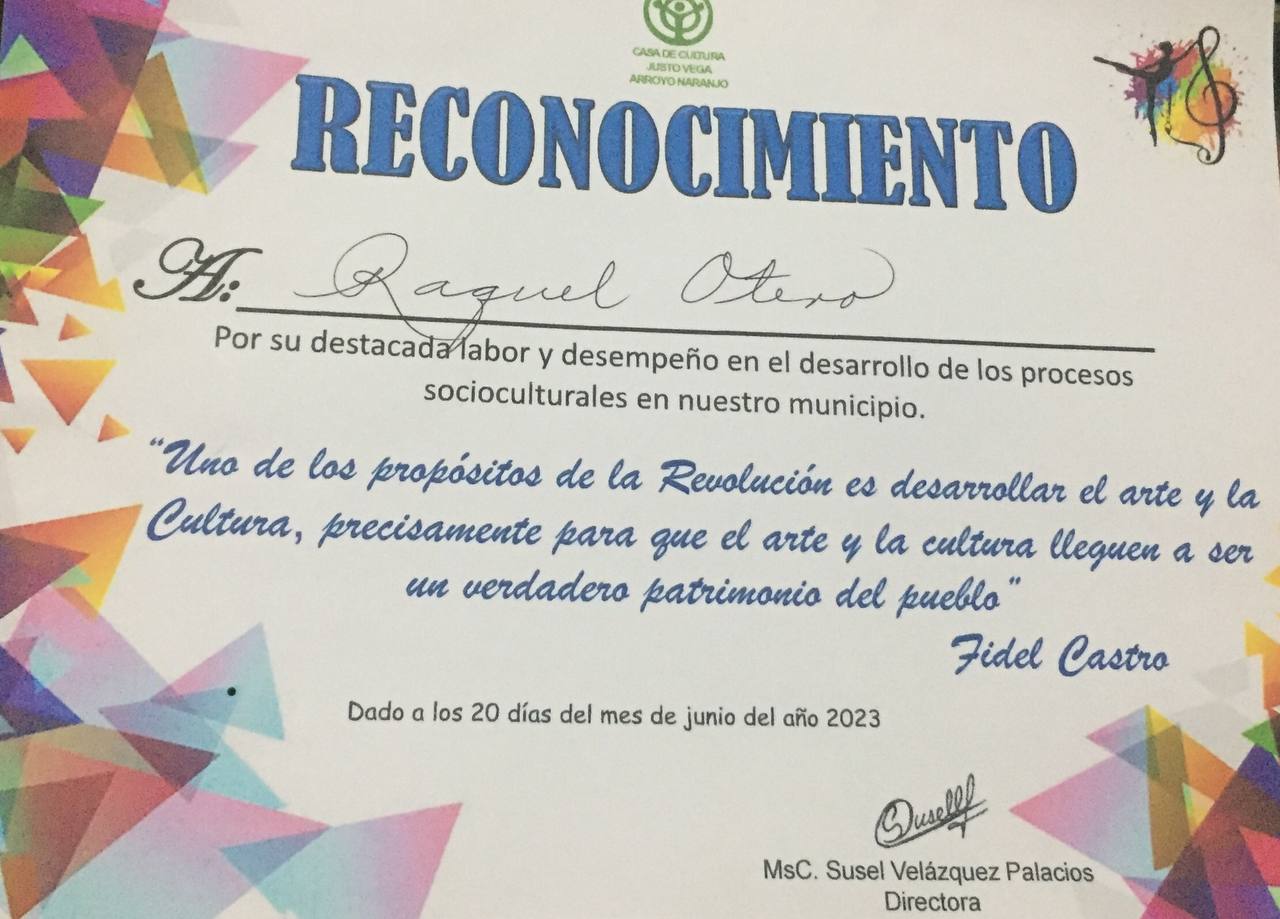 CASA DE CULTURA
JUSTO VEGA
ARROYO NARANJO
RECONOCIMIENTO
A: Raquel Otero
Por su destacada labor y desempeño en el desarrollo de los procesos
socioculturales en nuestro municipio.
“Uno de los propósitos de la Revolución es desarrollar el arte y la
Cultura, precisamente para que el arte y la cultura lleguen a ser
un verdadero patrimonio del pueblo”
Fidel Castro
Dado a los 20 días del mes de junio del año 2023
MsC. Susel Velázquez Palacios
Directora